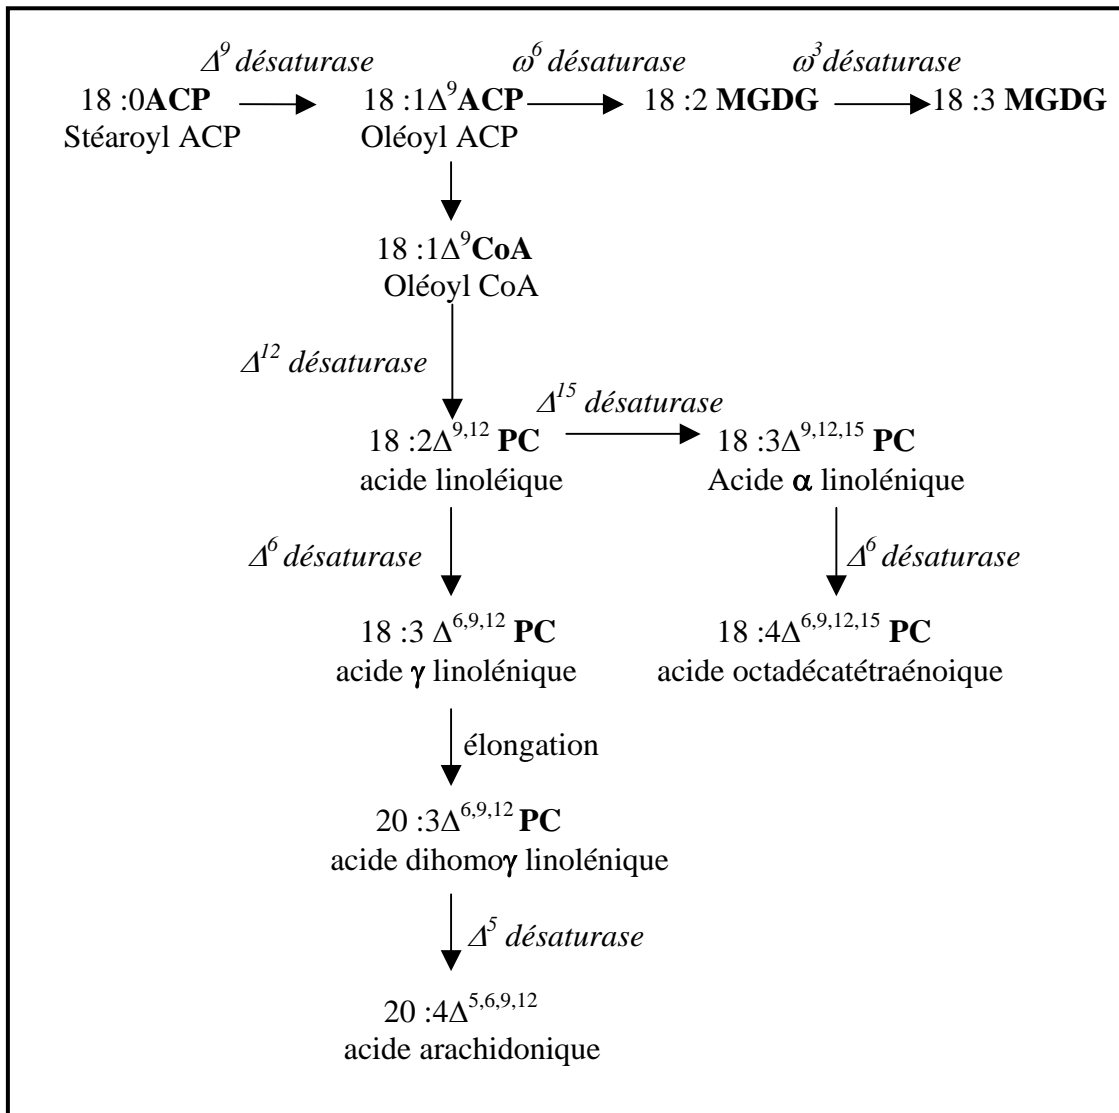 Δ⁹ désaturase ω⁶ désaturase ω³ désaturase
18 :0ACP 18 :1Δ⁹ACP 18 :2 MGDG 18 :3 MGDG
Stéaroyl ACP Oléoyl ACP
18 :1Δ⁹CoA
Oléoyl CoA
Δ¹² désaturase
Δ¹⁵ désaturase
18 :2Δ⁹,¹² PC 18 :3Δ⁹,¹²,¹⁵ PC
acide linoléique Acide α linolénique
Δ⁶ désaturase Δ⁶ désaturase
18 :3 Δ⁶,⁹,¹² PC 18 :4Δ⁶,⁹,¹²,¹⁵ PC
acide γ linolénique acide octadécatétraénoique
élongation
20 :3Δ⁶,⁹,¹² PC
acide dihomoγ linolénique
Δ⁵ désaturase
20 :4Δ⁵,⁶,⁹,¹²
acide arachidonique